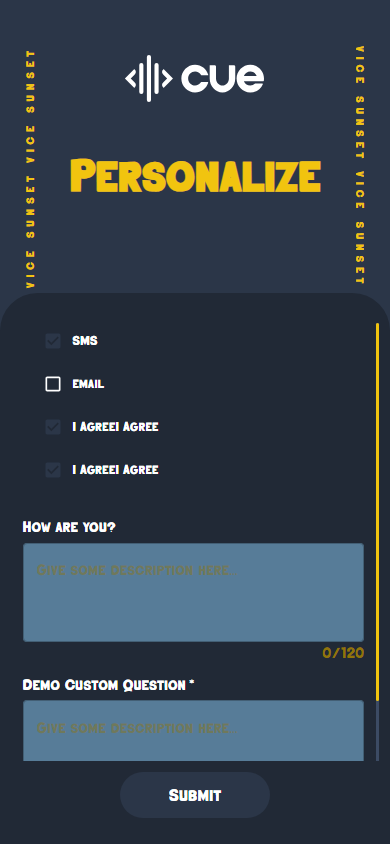 cue
VICE SUNSET VICE SUNSET
VICE SUNSET VICE SUNSET
PERSONALIZE
SMS
EMAIL
I AGREEI AGREE
I AGREEI AGREE
HOW ARE YOU?
GIVE SOME DESCRIPTION HERE...
0/120
DEMO CUSTOM QUESTION *
GIVE SOME DESCRIPTION HERE...
SUBMIT